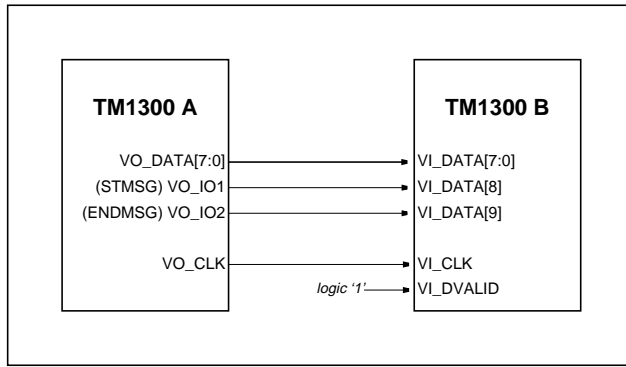 TM1300 A TM1300 B
VO_DATA[7:0] VI_DATA[7:0]
(STMSG) VO_IO1 VI_DATA[8]
(ENDMSG) VO_IO2 VI_DATA[9]
VO_CLK VI_CLK
logic ‘1’ VI_DVALID